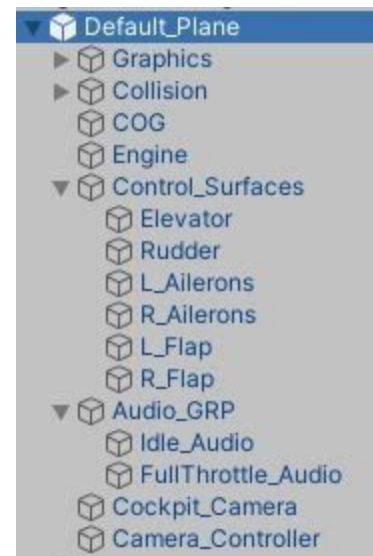 Default_Plane
Graphics
Collision
COG
Engine
Control_Surfaces
Elevator
Rudder
L_Ailerons
R_Ailerons
L_Flap
R_Flap
Audio_GRP
Idle_Audio
FullThrottle_Audio
Cockpit_Camera
Camera_Controller